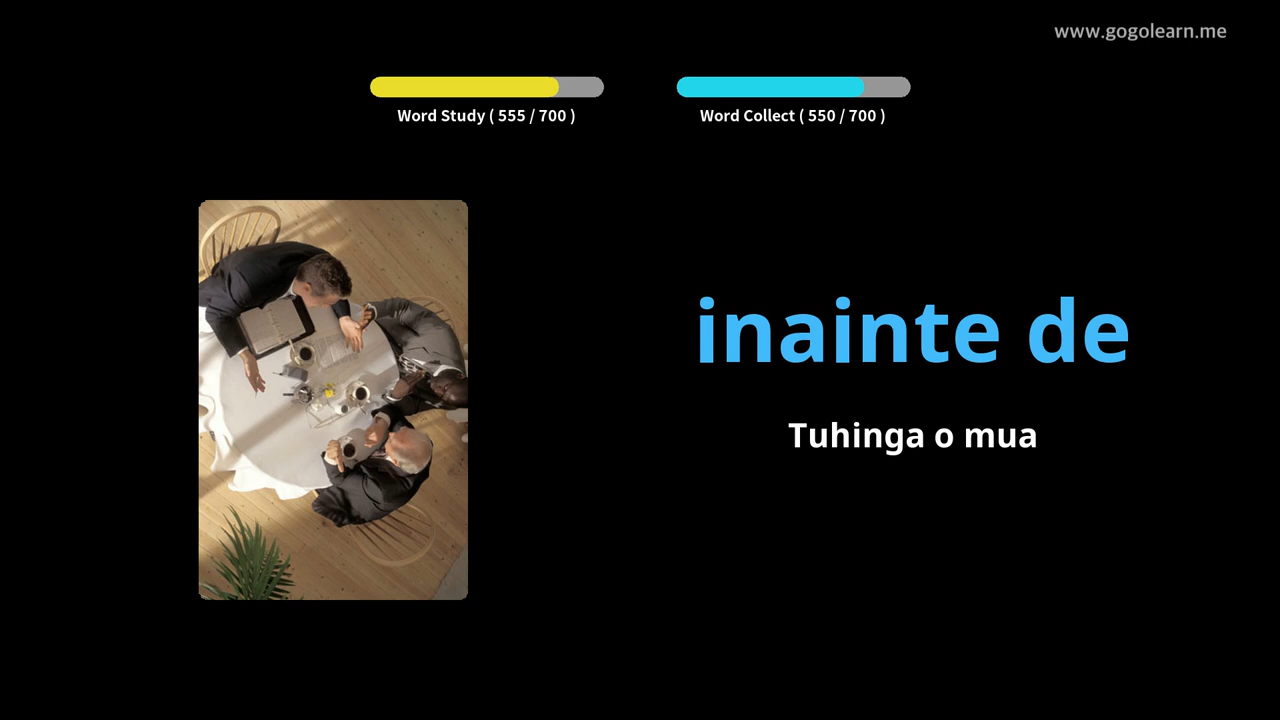 www.gogolearn.me
Word Study ( 555 / 700 )
Word Collect ( 550 / 700 )
inainte de
Tuhinga o mua